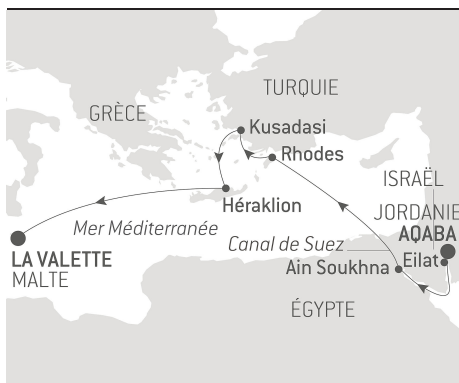 TURQUIE
GRÈCE
Kusadasi
Rhodes
ISRAËL
Héraklion
JORDANIE
Mer Méditerranée
AQABA
Canal de Suez
LA VALETTE
Ain Soukhna
Eilat
MALTE
ÉGYPTE